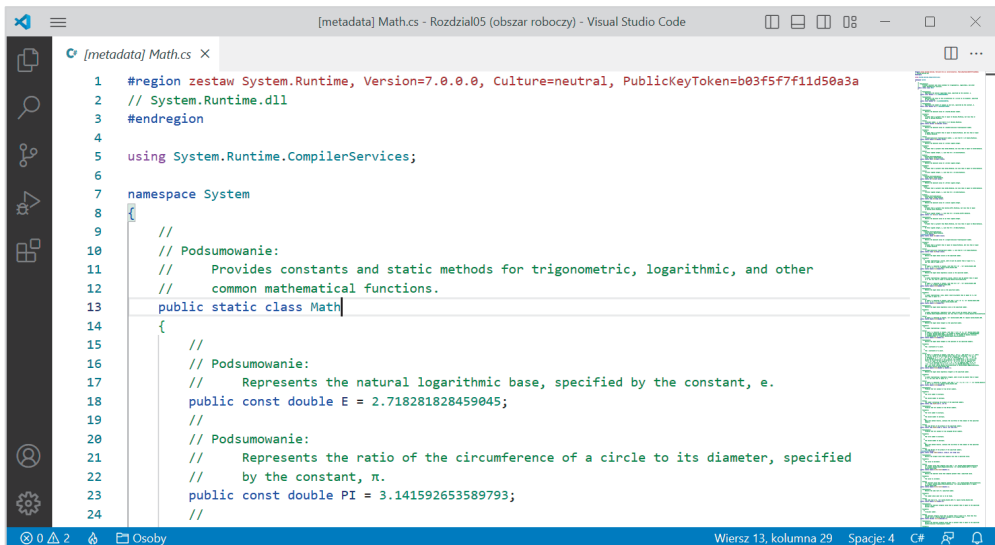 [metadata] Math.cs - Rozdzial05 (obszar roboczy) - Visual Studio Code
[metadata] Math.cs
1 #region zestaw System.Runtime, Version=7.0.0.0, Culture=neutral, PublicKeyToken=b03f5f7f11d50a3a
2 // System.Runtime.dll
3 #endregion
4
5 using System.Runtime.CompilerServices;
6
7 namespace System
8 {
9 //
10 // Podsumowanie:
11 // Provides constants and static methods for trigonometric, logarithmic, and other
12 // common mathematical functions.
13 public static class Math
14 {
15 //
16 // Podsumowanie:
17 // Represents the natural logarithmic base, specified by the constant, e.
18 public const double E = 2.718281828459045;
19 //
20 // Podsumowanie:
21 // Represents the ratio of the circumference of a circle to its diameter, specified
22 // by the constant, π.
23 public const double PI = 3.141592653589793;
24 //
0 2 Osoby Wiersz 13, kolumna 29 Spacje: 4 C#